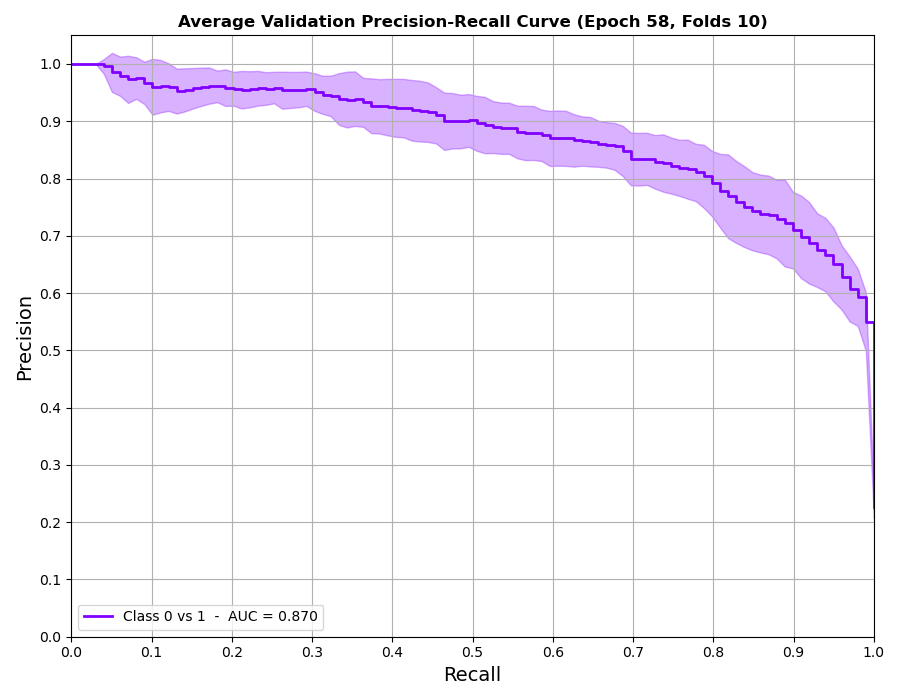 Average Validation Precision-Recall Curve (Epoch 58, Folds 10)
Precision
1.0
0.9
0.8
0.7
0.6
0.5
0.4
0.3
0.2
0.1
0.0
Class 0 vs 1 - AUC = 0.870
0.0 0.1 0.2 0.3 0.4 0.5 0.6 0.7 0.8 0.9 1.0
Recall